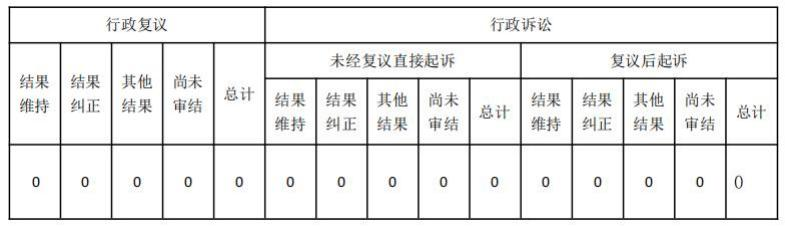 行政复议 行政诉讼
未经复议直接起诉 复议后起诉
结果维持 结果纠正 其他结果 尚未审结 总计 结果维持 结果纠正 其他结果 尚未审结 总计 结果维持 结果纠正 其他结果 尚未审结 总计
0 0 0 0 0 0 0 0 0 0 0 0 0 0 ()